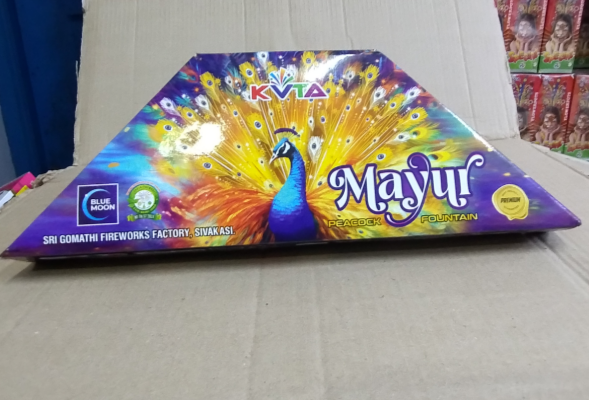 KVTA
Mayur
PEACOCK FOUNTAIN
PREMIUM
BLUE
MOON
SRI GOMATHI FIREWORKS FACTORY, SIVAKASI